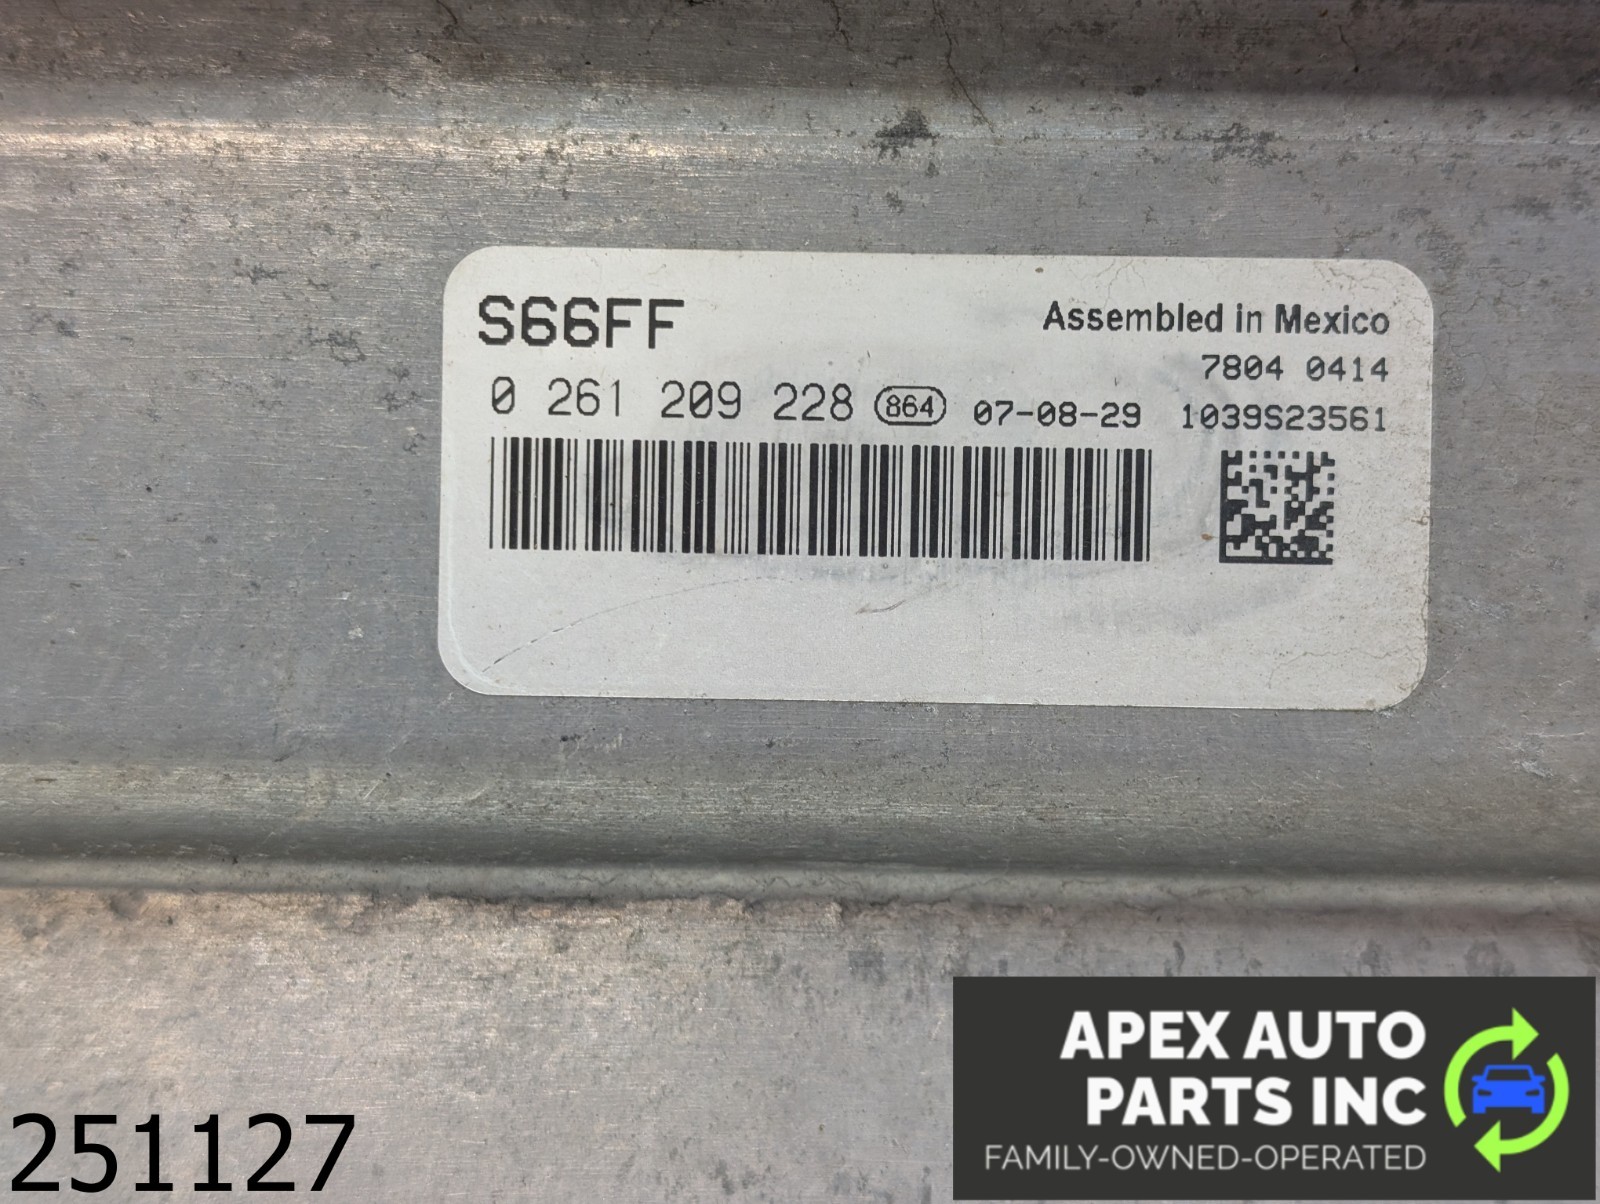 S66FF
Assembled in Mexico
7804 0414
0 261 209 228 864 07-08-29 1039S23561
APEX AUTO
PARTS INC
FAMILY-OWNED-OPERATED
251127